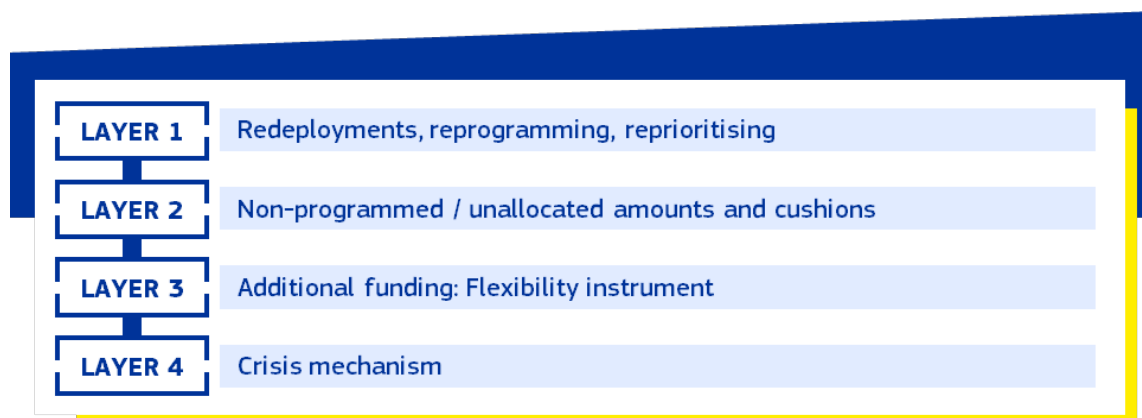 LAYER 1
Redeployments, reprogramming, reprioritising
LAYER 2
Non-programmed / unallocated amounts and cushions
LAYER 3
Additional funding: Flexibility instrument
LAYER 4
Crisis mechanism